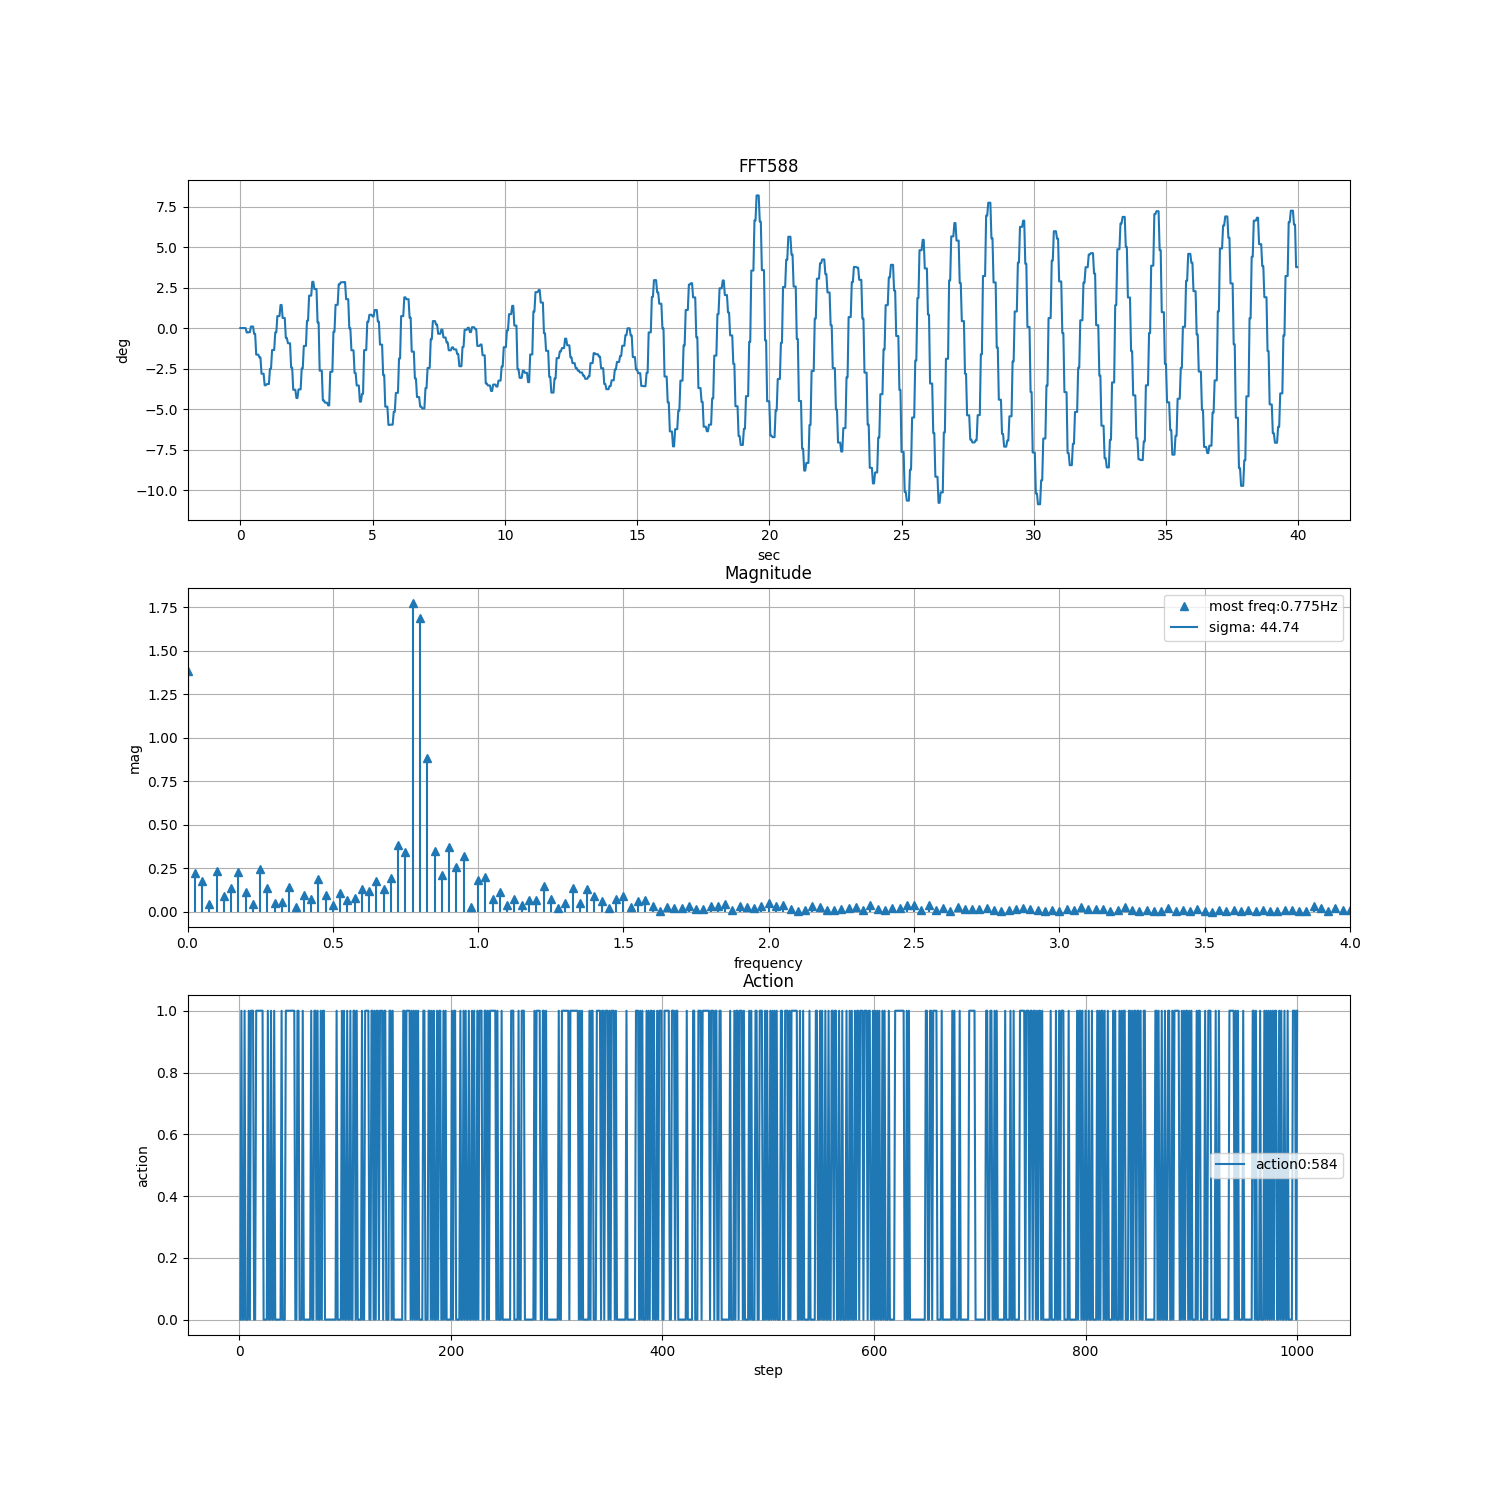 FFT588
7.5
5.0
2.5
0.0
−2.5
−5.0
−7.5
−10.0
deg
0 5 10 15 20 25 30 35 40
sec
Magnitude
1.75
1.50
1.25
1.00
0.75
0.50
0.25
0.00
mag
most freq:0.775Hz
sigma: 44.74
0.0 0.5 1.0 1.5 2.0 2.5 3.0 3.5 4.0
frequency
Action
1.0
0.8
0.6
0.4
0.2
0.0
action
action0:584
0 200 400 600 800 1000
step